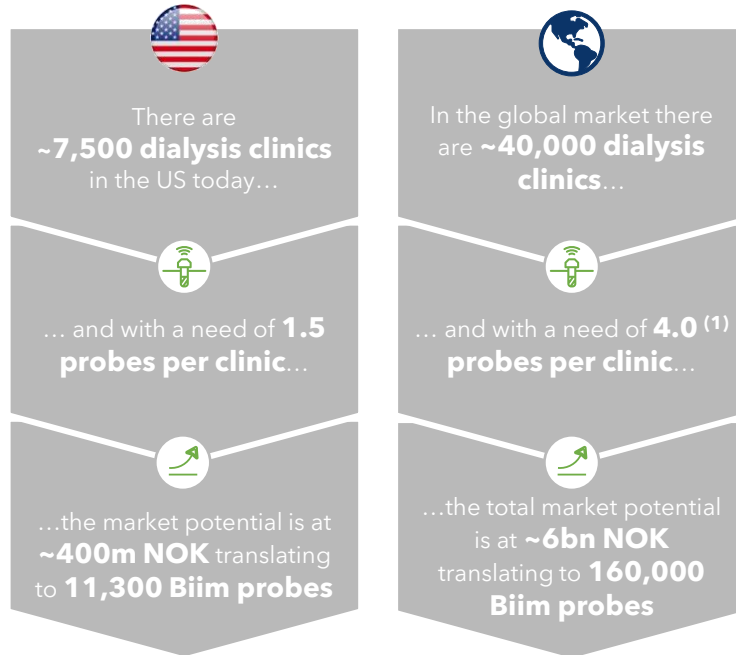 There are
~7,500 dialysis clinics
in the US today…
… and with a need of 1.5
probes per clinic…
…the market potential is at
~400m NOK translating
to 11,300 Biim probes
In the global market there
are ~40,000 dialysis
clinics…
… and with a need of 4.0 (1)
probes per clinic…
…the total market potential
is at ~6bn NOK
translating to 160,000
Biim probes